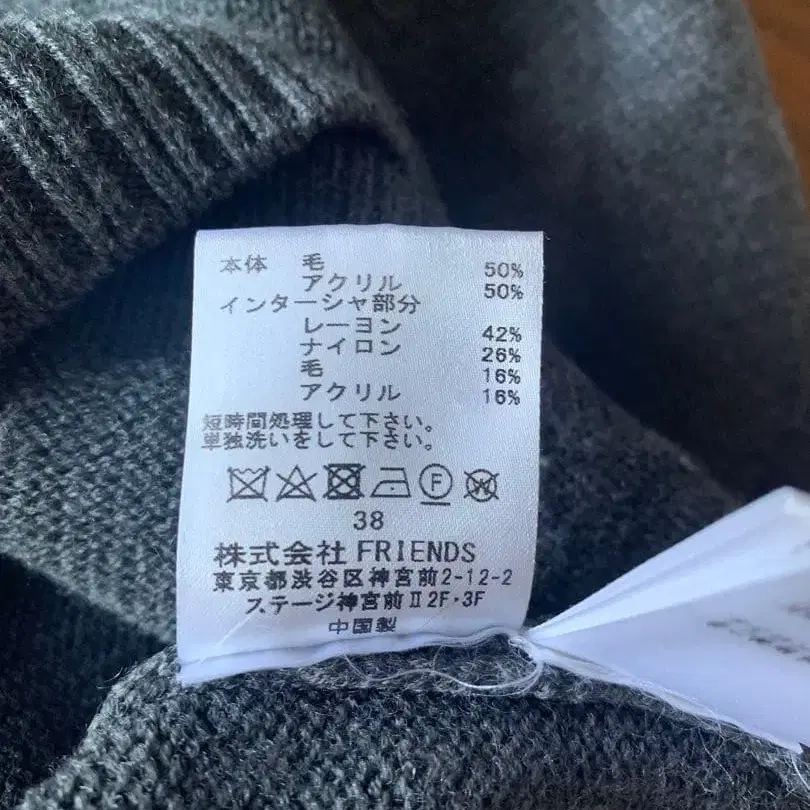 本体 毛 50%
アクリル 50%
インターシャ部分
レーヨン 42%
ナイロン 26%
毛 16%
アクリル 16%
短時間処理して下さい。
単独洗いをして下さい。
F W
38
株式会社 FRIENDS
東京都渋谷区神宮前2-12-2
ステージ神宮前Ⅱ2F・3F
中国製